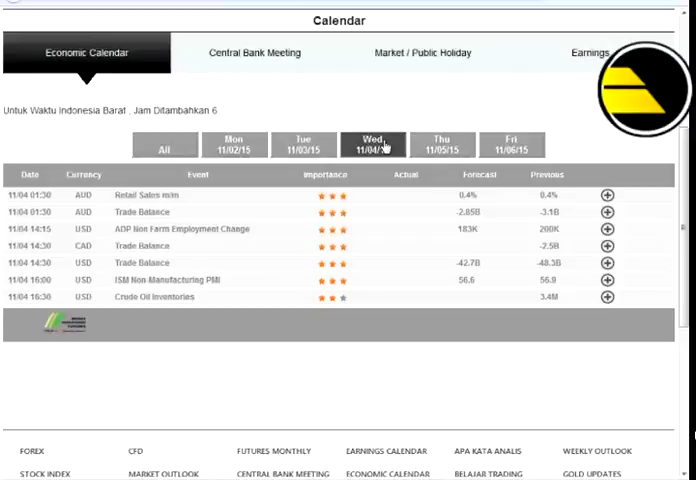 Calendar
Economic Calendar Central Bank Meeting Market / Public Holiday Earnings
Untuk Waktu Indonesia Barat , Jam Ditambahkan 6
All Mon 11/02/15 Tue 11/03/15 Wed 11/04/ Thu 11/05/15 Fri 11/06/15
Date Currency Event Importance Actual Forecast Previous
11/04 01:30 AUD Retail Sales m/m 0.4% 0.4%
11/04 01:30 AUD Trade Balance -2.85B -3.1B
11/04 14:15 USD ADP Non Farm Employment Change 183K 200K
11/04 14:30 CAD Trade Balance -2.5B
11/04 14:30 USD Trade Balance -42.7B -48.3B
11/04 16:00 USD ISM Non-Manufacturing PMI 56.6 56.9
11/04 16:30 USD Crude Oil Inventories 3.4M
FOREX CFD FUTURES MONTHLY EARNINGS CALENDAR APA KATA ANALIS WEEKLY OUTLOOK
STOCK INDEX MARKET OUTLOOK CENTRAL BANK MEETING ECONOMIC CALENDAR BELAJAR TRADING GOLD UPDATES